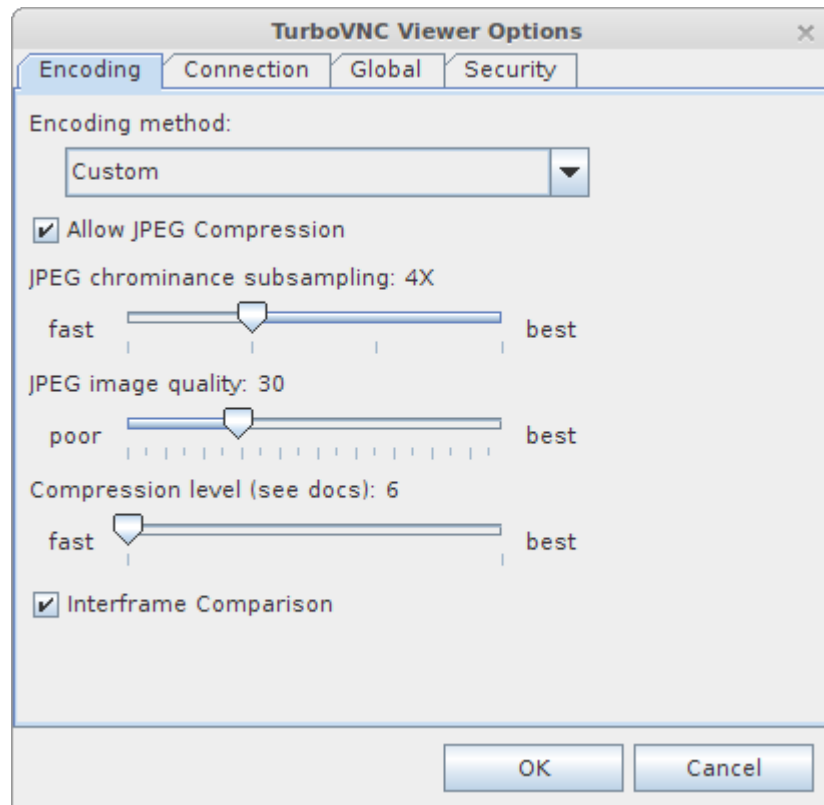 TurboVNC Viewer Options
Encoding Connection Global Security
Encoding method:
Custom
Allow JPEG Compression
JPEG chrominance subsampling: 4X
fast best
JPEG image quality: 30
poor best
Compression level (see docs): 6
fast best
Interframe Comparison
OK Cancel